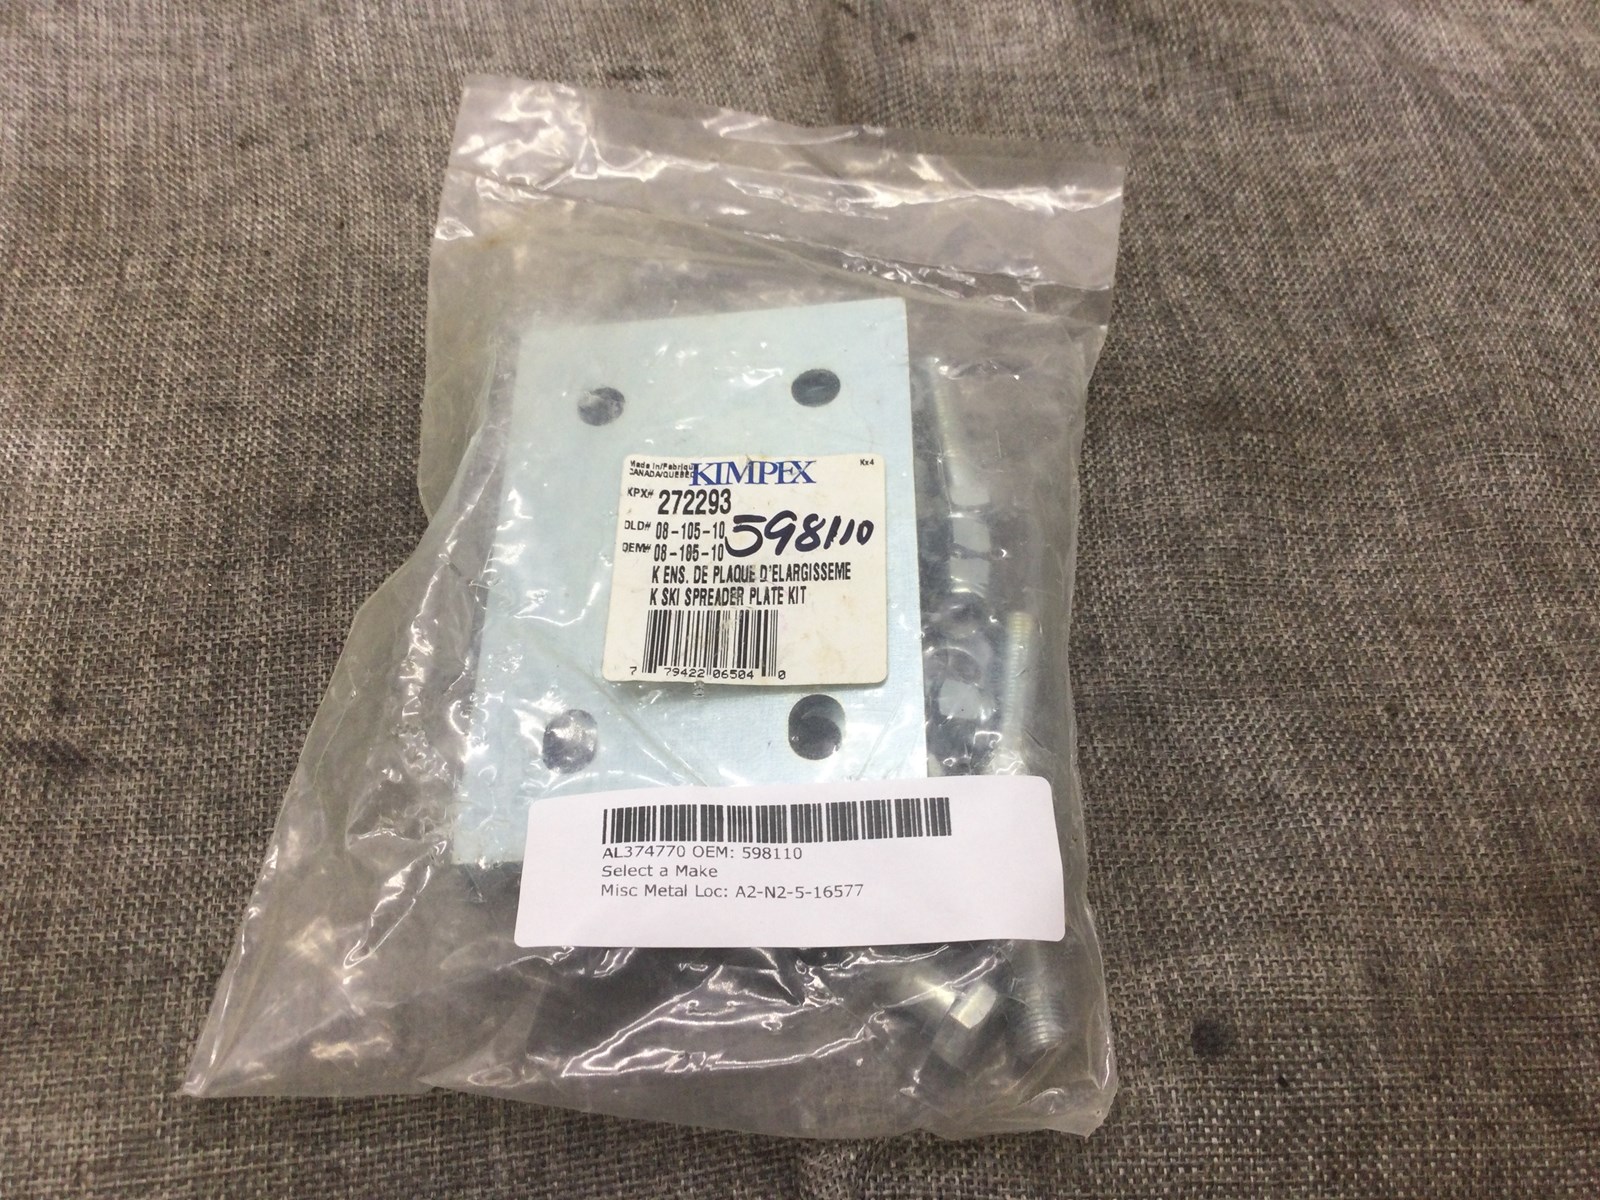 Made in/Fabriqué
CANADA/QUEBEC
KIMPEX
Kx4
KPX# 272293
OLD# 08-105-10
598110
OEM# 08-105-10
K ENS. DE PLAQUE D'ELARGISSEME
K SKI SPREADER PLATE KIT
7 79422 06504 0
AL374770 OEM: 598110
Select a Make
Misc Metal Loc: A2-N2-5-16577